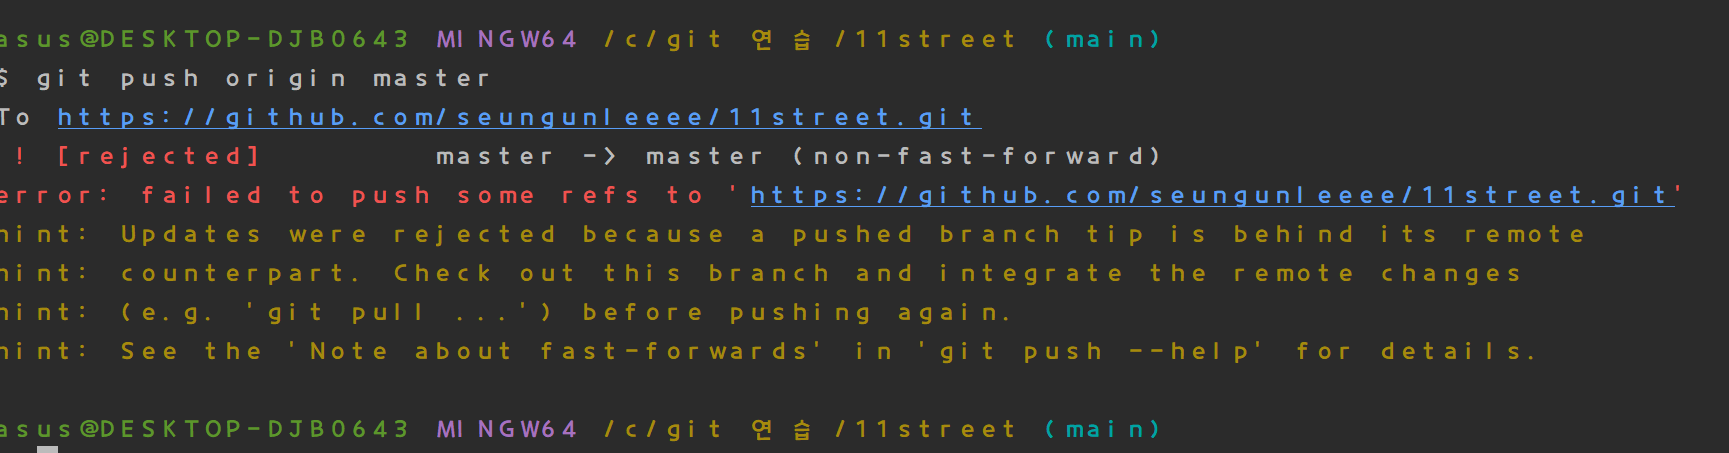 asus@DESKTOP-DJB0643 MINGW64 /c/git 연습/11street (main)
$ git push origin master
To https://github.com/seungunleeee/11street.git
 ! [rejected]        master -> master (non-fast-forward)
error: failed to push some refs to 'https://github.com/seungunleeee/11street.git'
hint: Updates were rejected because a pushed branch tip is behind its remote
hint: counterpart. Check out this branch and integrate the remote changes
hint: (e.g. 'git pull ...') before pushing again.
hint: See the 'Note about fast-forwards' in 'git push --help' for details.
asus@DESKTOP-DJB0643 MINGW64 /c/git 연습/11street (main)